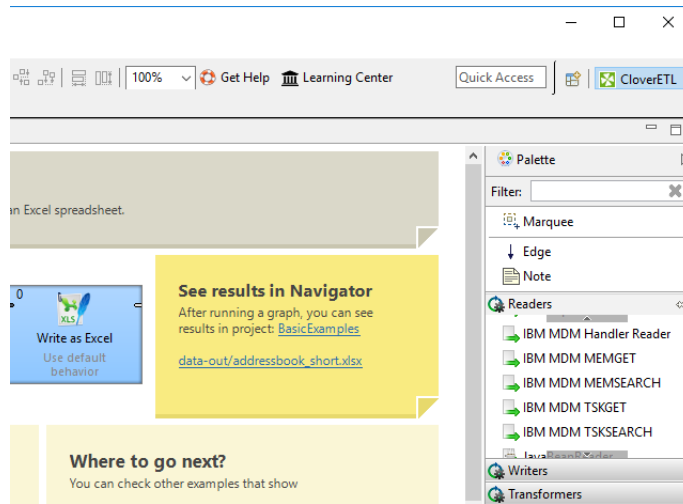 100%
Get Help
Learning Center
Quick Access
CloverETL
Palette
Filter:
Marquee
Edge
Note
Readers
IBM MDM Handler Reader
IBM MDM MEMGET
IBM MDM MEMSEARCH
IBM MDM TSKGET
IBM MDM TSKSEARCH
JavaBeanReader
Writers
Transformers
an Excel spreadsheet.
0
XLS
Write as Excel
Use default
behavior
See results in Navigator
After running a graph, you can see
results in project: BasicExamples
data-out/addressbook_short.xlsx
Where to go next?
You can check other examples that show